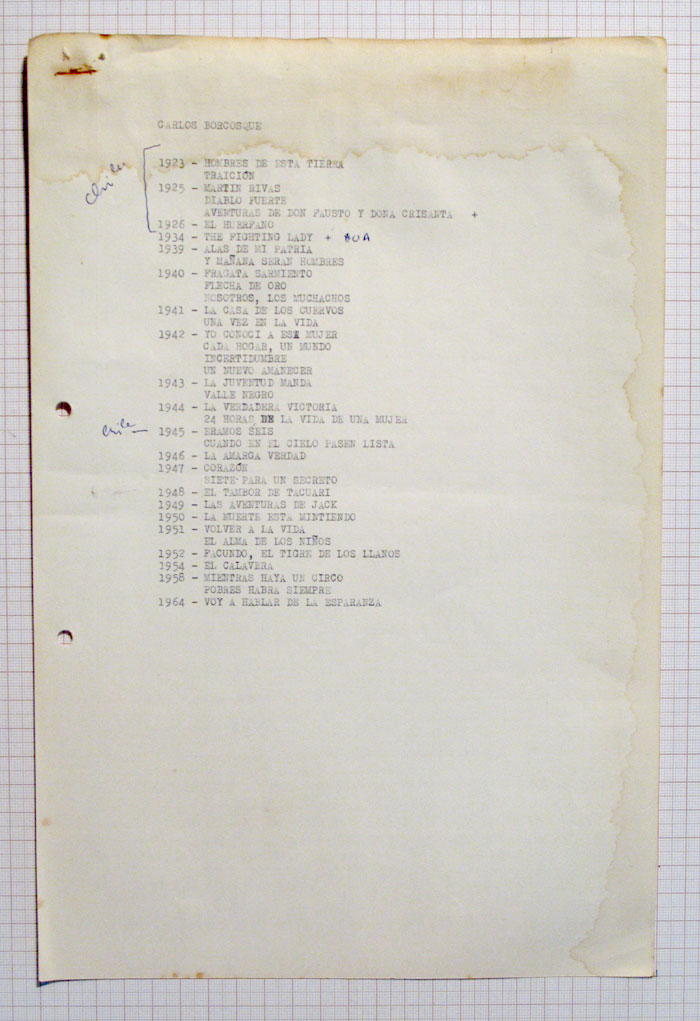 CARLOS BORCOSQUE
Chile
1923 - HOMBRES DE ESTA TIERRA
TRAICIÓN
1925 - MARTIN RIVAS
DIABLO FUERTE
AVENTURAS DE DON FAUSTO Y DONA CRISANTA +
1926 - EL HUERFANO
1934 - THE FIGHTING LADY +
1939 - ALAS DE MI PATRIA
Y MAÑANA SERAN HOMBRES
1940 - FRAGATA SARMIENTO
FLECHA DE ORO
NOSOTROS, LOS MUCHACHOS
1941 - LA CASA DE LOS CUERVOS
UNA VEZ EN LA VIDA
1942 - YO CONOCI A ESA MUJER
CADA HOGAR, UN MUNDO
INCERTIDUMBRE
UN NUEVO AMANECER
1943 - LA JUVENTUD MANDA
VALLE NEGRO
1944 - LA VERDADERA VICTORIA
24 HORAS DE LA VIDA DE UNA MUJER
Chile 1945 - ERAMOS SEIS
CUANDO EN EL CIELO PASEN LISTA
1946 - LA AMARGA VERDAD
1947 - CORAZÓN
SIETE PARA UN SECRETO
1948 - EL TAMBOR DE TACUARI
1949 - LAS AVENTURAS DE JACK
1950 - LA MUERTE ESTA MINTIENDO
1951 - VOLVER A LA VIDA
EL ALMA DE LOS NIÑOS
1952 - FACUNDO, EL TIGRE DE LOS LLANOS
1954 - EL CALAVERA
1958 - MIENTRAS HAYA UN CIRCO
POBRES HABRA SIEMPRE
1964 - VOY A HABLAR DE LA ESPERANZA